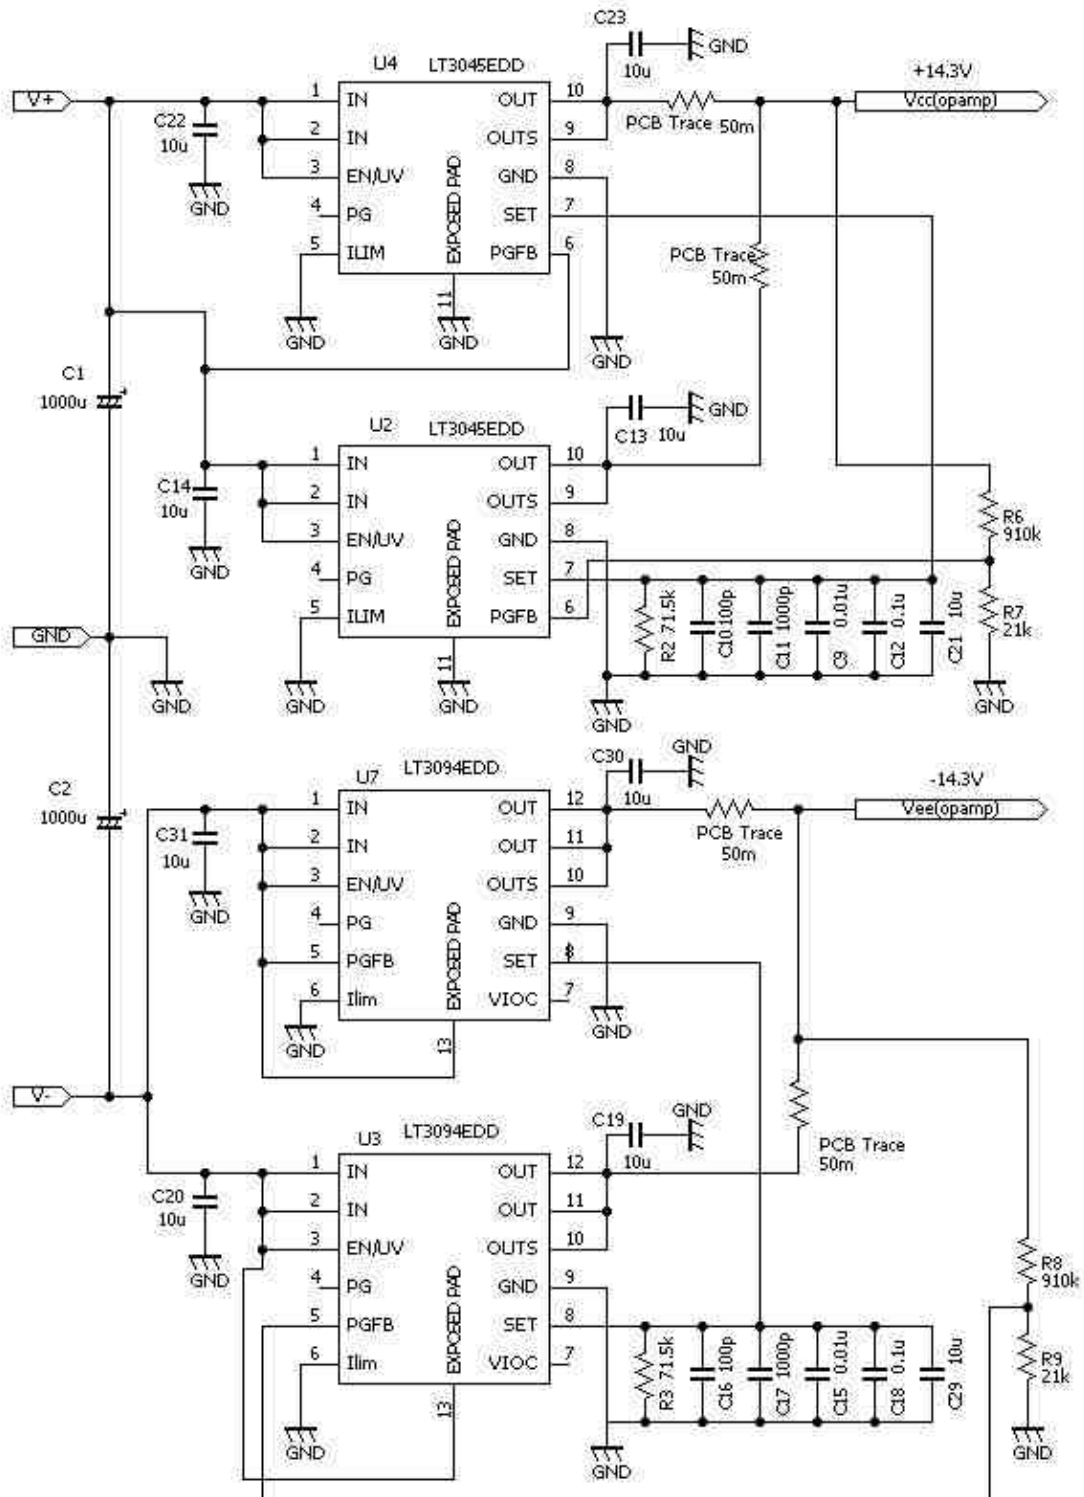 C23
10u
GND
U4 LT3045EDD
+14.3V
V+
C22
10u
GND
1 IN
2 IN
3 EN/UV
4 PG
5 ILIM
EXPOSED PAD
11
OUT 10
OUTS 9
GND 8
SET 7
PGFB 6
PCB Trace 50m
Vcc(opamp)
PCB Trace
50m
GND
GND
GND
C1
1000u
U2 LT3045EDD
C13 10u
GND
C14
10u
GND
1 IN
2 IN
3 EN/UV
4 PG
5 ILIM
EXPOSED PAD
11
OUT 10
OUTS 9
GND 8
SET 7
PGFB 6
R6
910k
R7
21k
R2 71.5k
C10 100p
C11 1000p
C9 0.01u
C12 0.1u
C21 10u
GND
GND
GND
GND
GND
GND
C2
1000u
U7 LT3094EDD
C30
10u
GND
-14.3V
Vee(opamp)
PCB Trace
50m
C31
10u
GND
1 IN
2 IN
3 EN/UV
4 PG
5 PGFB
6 Ilim
EXPOSED PAD
13
OUT 12
OUT 11
OUTS 10
GND 9
SET 8
VIOC 7
GND
GND
V-
U3 LT3094EDD
C19
10u
GND
PCB Trace
50m
C20
10u
GND
1 IN
2 IN
3 EN/UV
4 PG
5 PGFB
6 Ilim
EXPOSED PAD
13
OUT 12
OUT 11
OUTS 10
GND 9
SET 8
VIOC 7
R8
910k
R9
21k
R3 71.5k
C16 100p
C17 1000p
C15 0.01u
C18 0.1u
C29 10u
GND
GND
GND